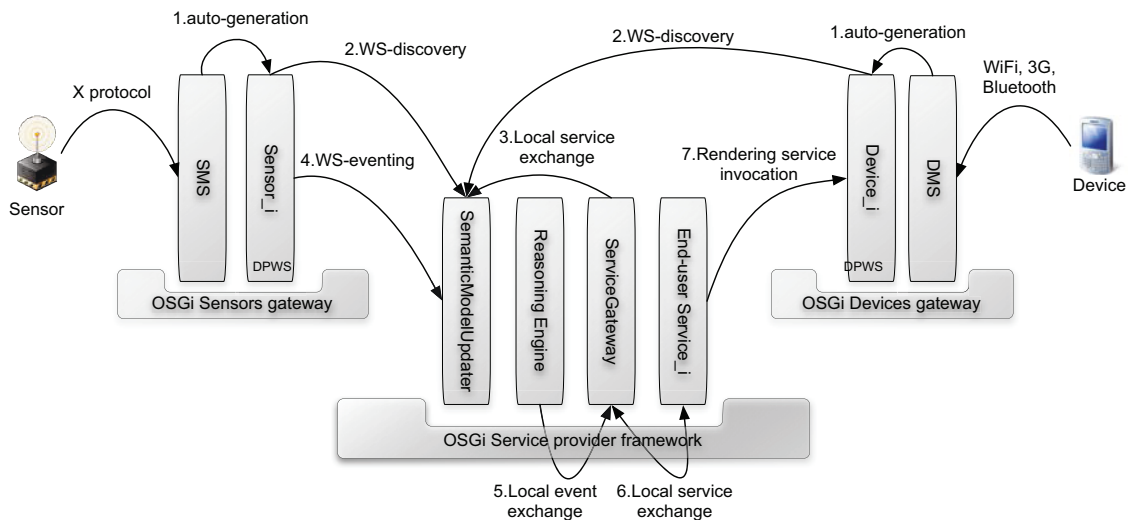 1.auto-generation
2.WS-discovery
2.WS-discovery
1.auto-generation
WiFi, 3G,
Bluetooth
X protocol
3.Local service
exchange
4.WS-eventing
7.Rendering service
invocation
Sensor
SMS
Sensor_i
DPWS
Device_i
DPWS
DMS
Device
OSGi Sensors gateway
OSGi Devices gateway
SemanticModelUpdater
Reasoning Engine
ServiceGateway
End-user Service_i
OSGi Service provider framework
5.Local event
exchange
6.Local service
exchange